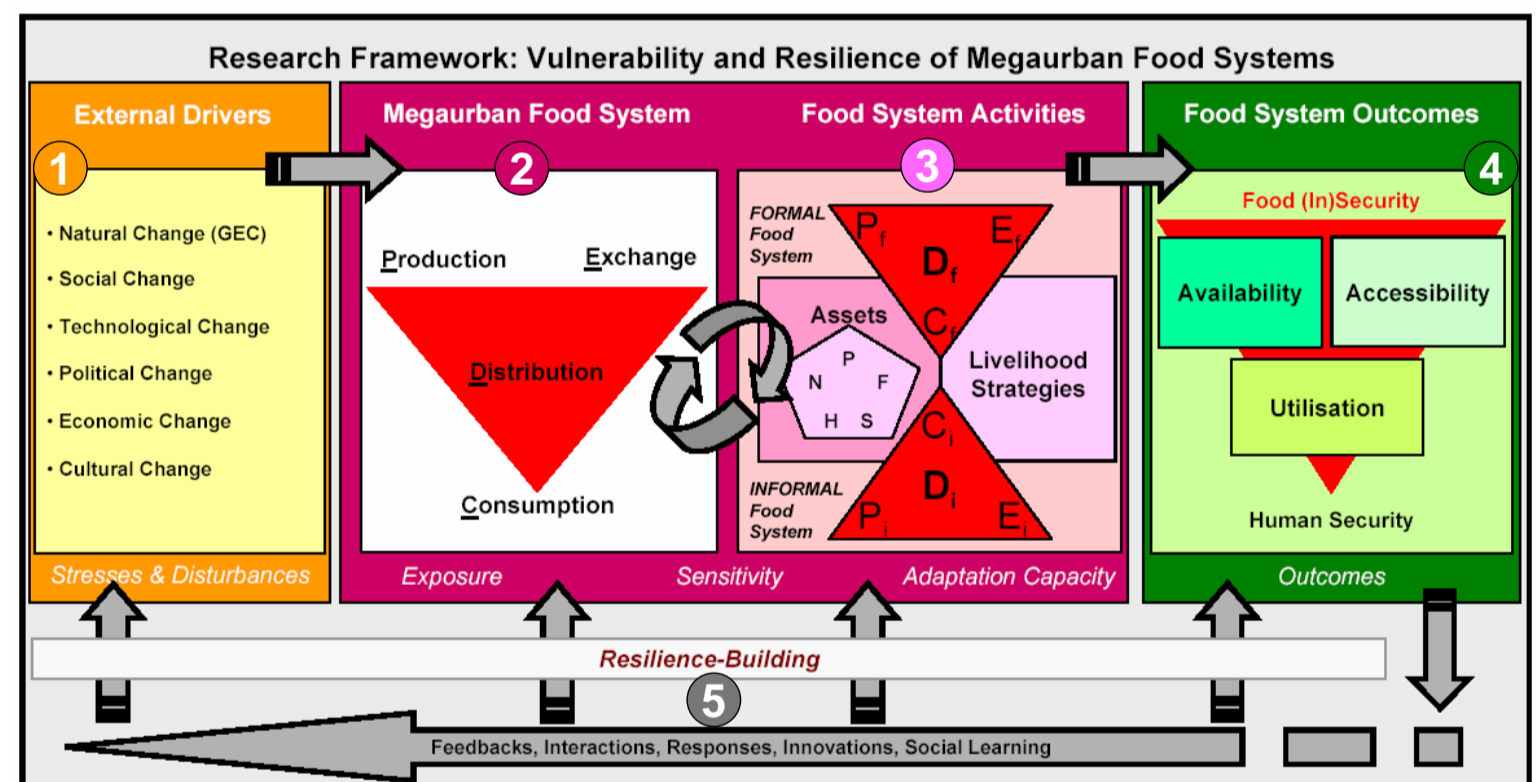 Research Framework: Vulnerability and Resilience of Megaurban Food Systems
External Drivers
1
• Natural Change (GEC)
• Social Change
• Technological Change
• Political Change
• Economic Change
• Cultural Change
Stresses & Disturbances
Megaurban Food System
2
Production
Exchange
Distribution
Consumption
Exposure
Sensitivity
Food System Activities
3
FORMAL
Food
System
Pf
Ef
Df
Cf
Assets
P
N
F
H
S
Livelihood
Strategies
Ci
Di
Pi
Ei
INFORMAL
Food
System
Adaptation Capacity
Food System Outcomes
4
Food (In)Security
Availability
Accessibility
Utilisation
Human Security
Outcomes
Resilience-Building
5
Feedbacks, Interactions, Responses, Innovations, Social Learning